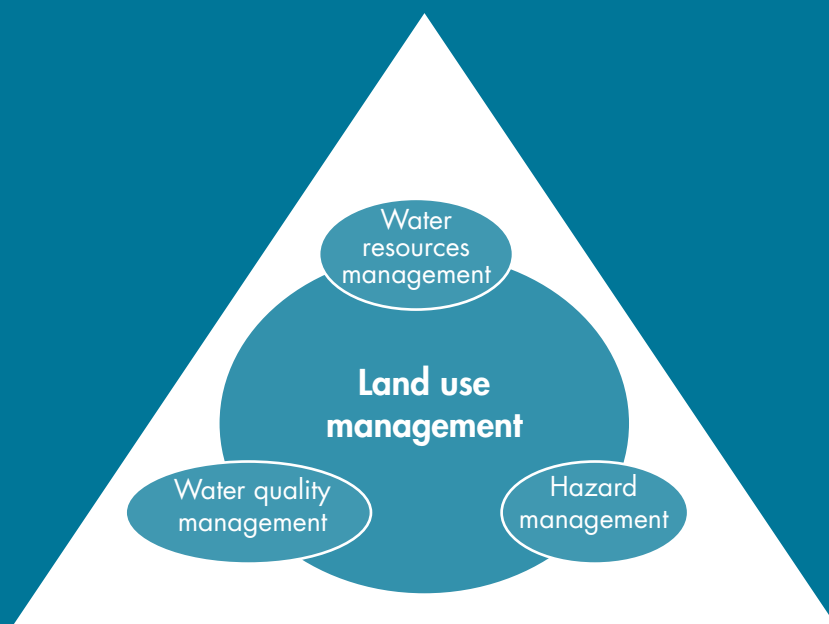 Water
resources
management
Land use
management
Water quality
management
Hazard
management